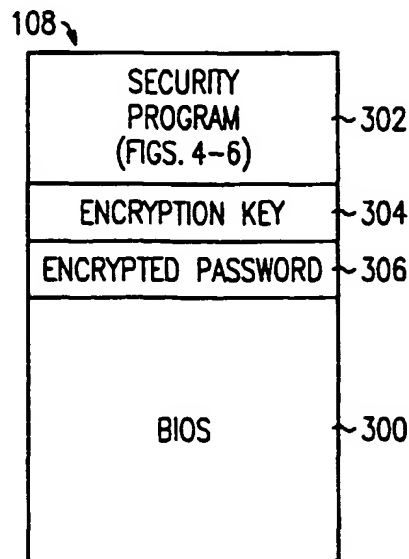 108
SECURITY
PROGRAM
(FIGS. 4-6)
302
ENCRYPTION KEY
304
ENCRYPTED PASSWORD
306
BIOS
300